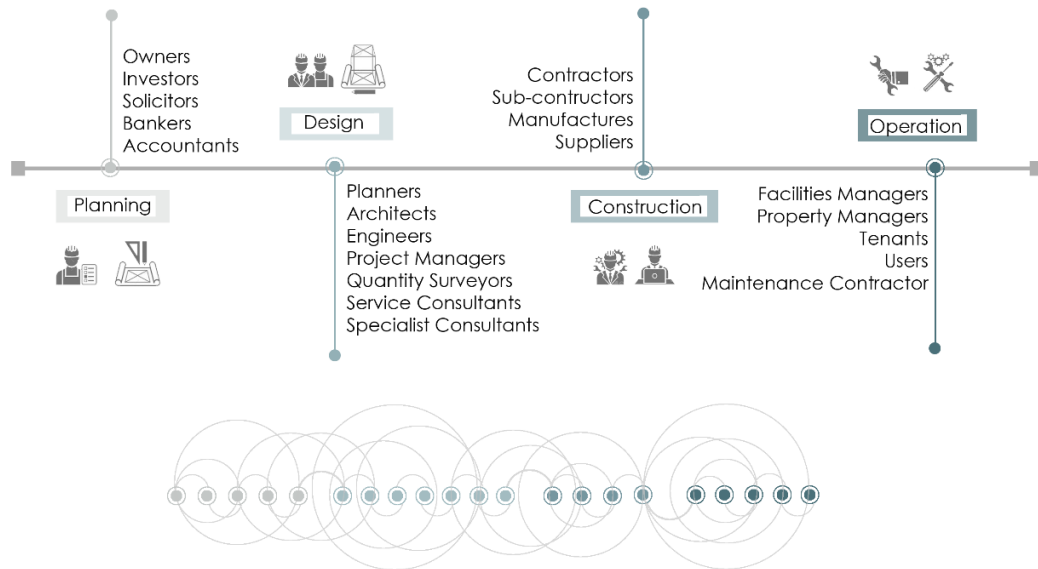 Owners
Investors
Solicitors
Bankers
Accountants
Planning
Design
Planners
Architects
Engineers
Project Managers
Quantity Surveyors
Service Consultants
Specialist Consultants
Contractors
Sub-contructors
Manufactures
Suppliers
Construction
Operation
Facilities Managers
Property Managers
Tenants
Users
Maintenance Contractor